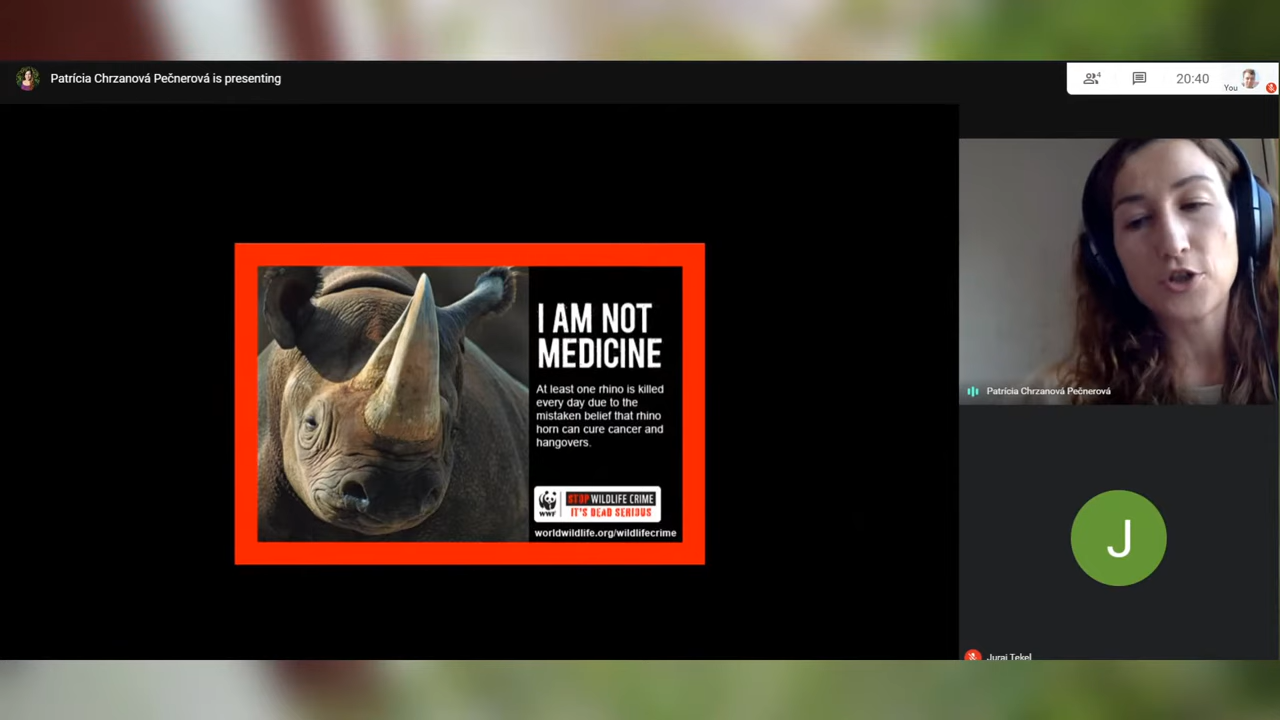 Patrícia Chrzanová Pečnerová is presenting
4
20:40
You
I AM NOT
MEDICINE
At least one rhino is killed
every day due to the
mistaken belief that rhino
horn can cure cancer and
hangovers.
WWF
STOP WILDLIFE CRIME
IT'S DEAD SERIOUS
worldwildlife.org/wildlifecrime
Patrícia Chrzanová Pečnerová
J
Juraj Tekel